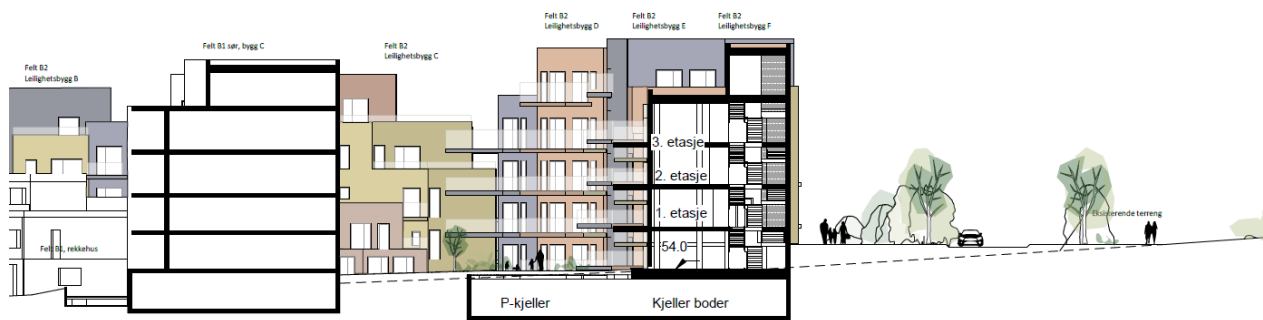 Felt B2
Leilighetsbygg D
Felt B2
Leilighetsbygg E
Felt B2
Leilighetsbygg F
Felt B1 sør, bygg C
Felt B2
Leilighetsbygg C
Felt B2
Leilighetsbygg B
3. etasje
2. etasje
1. etasje
Eksisterende terreng
Felt B1, rekkehus
54.0
P-kjeller
Kjeller boder